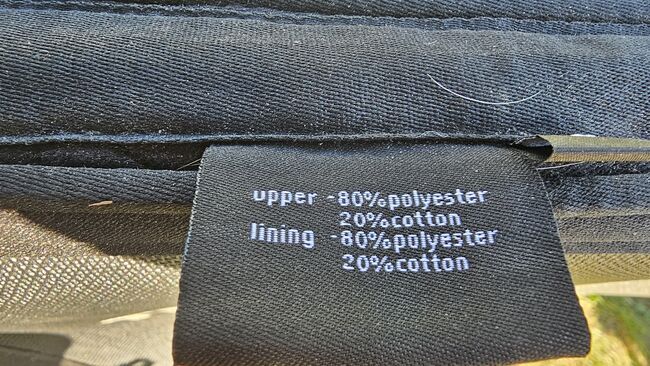 upper -80%polyester
20%cotton
lining -80%polyester
20%cotton